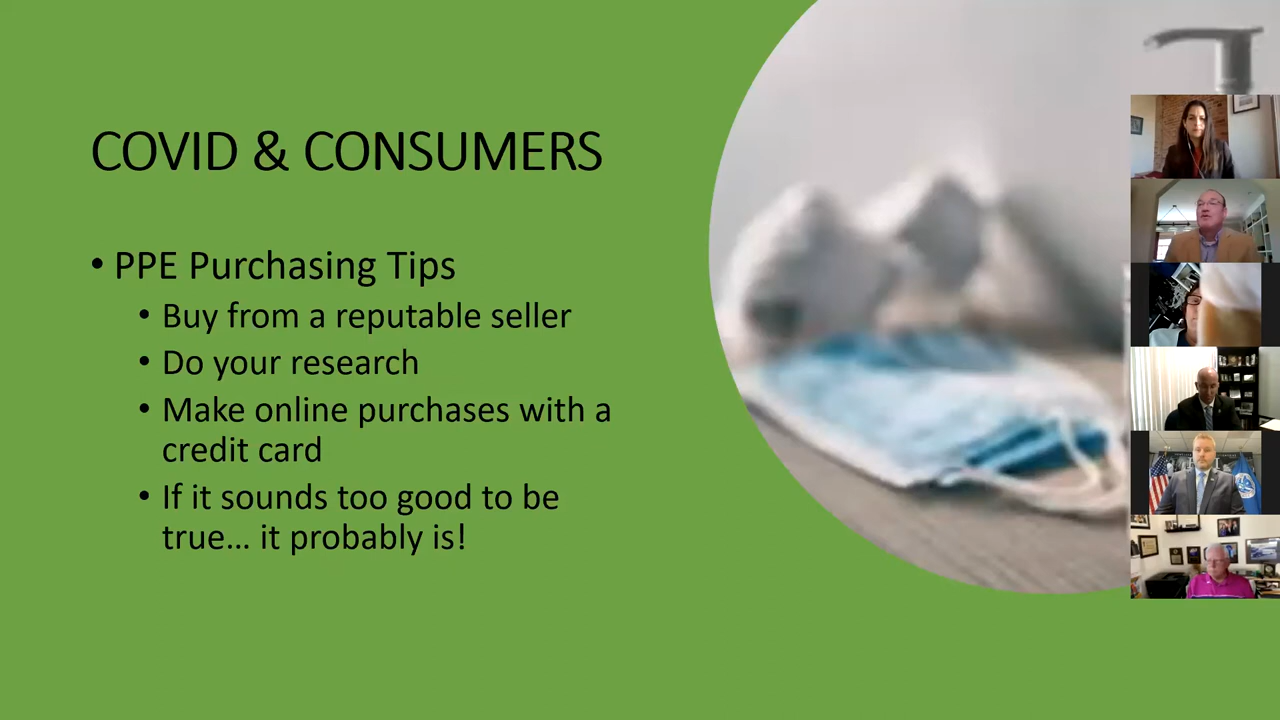 COVID & CONSUMERS
• PPE Purchasing Tips
• Buy from a reputable seller
• Do your research
• Make online purchases with a
credit card
• If it sounds too good to be
true... it probably is!